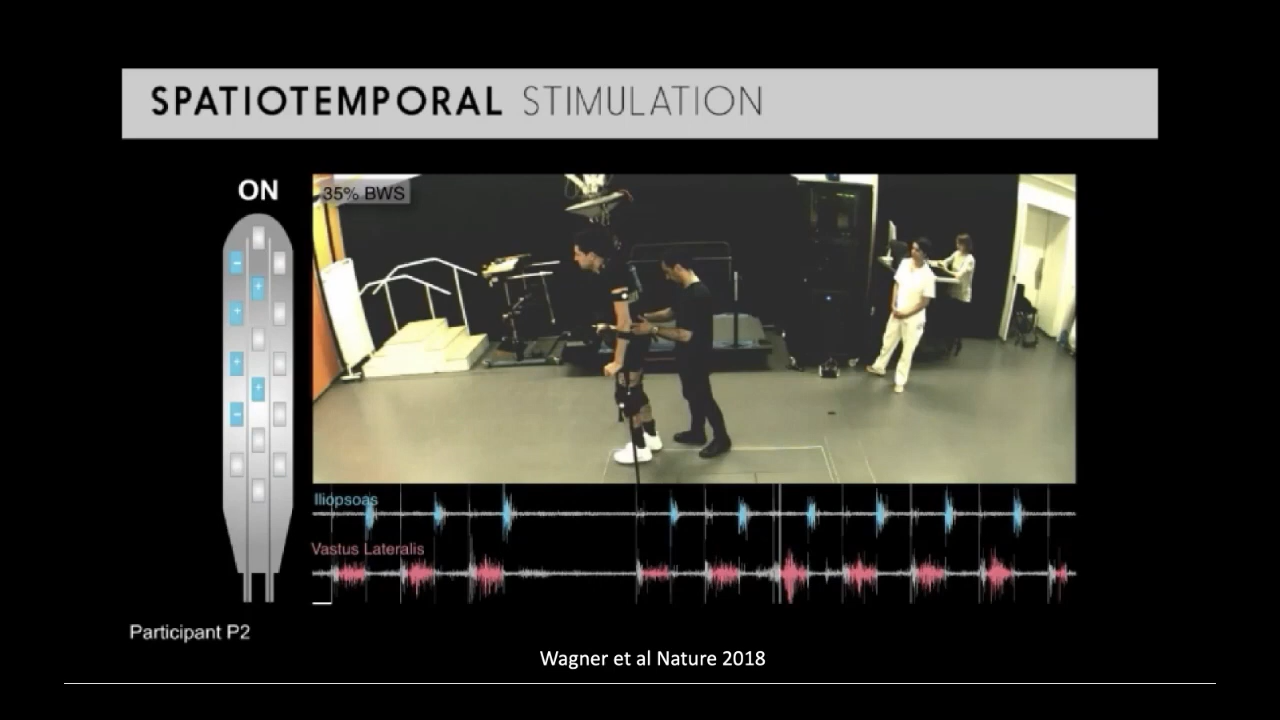 SPATIOTEMPORAL STIMULATION
ON
35% BWS
Iliopsoas
Vastus Lateralis
Participant P2
Wagner et al Nature 2018